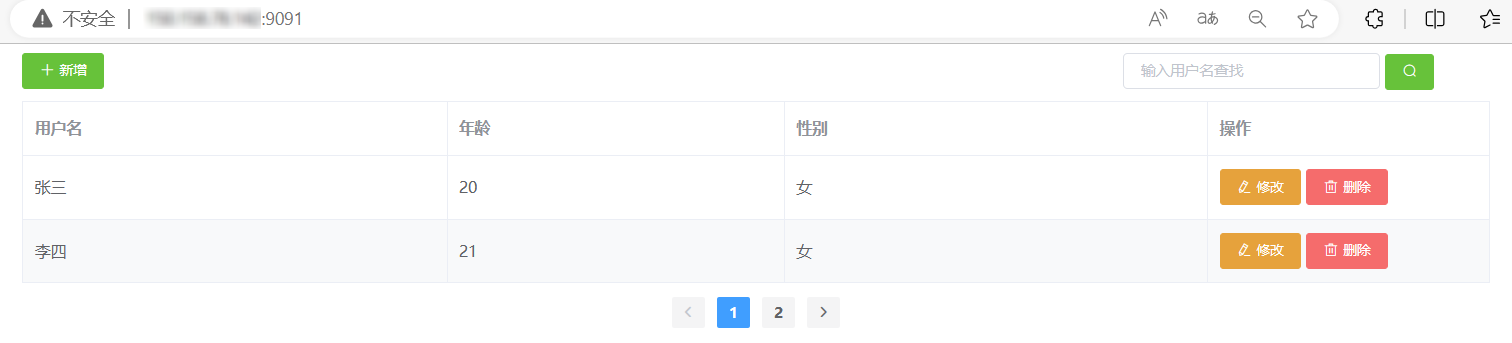 不安全 :9091 aあ
新增 输入用户名查找
用户名 年龄 性别 操作
张三 20 女 修改 删除
李四 21 女 修改 删除
1 2